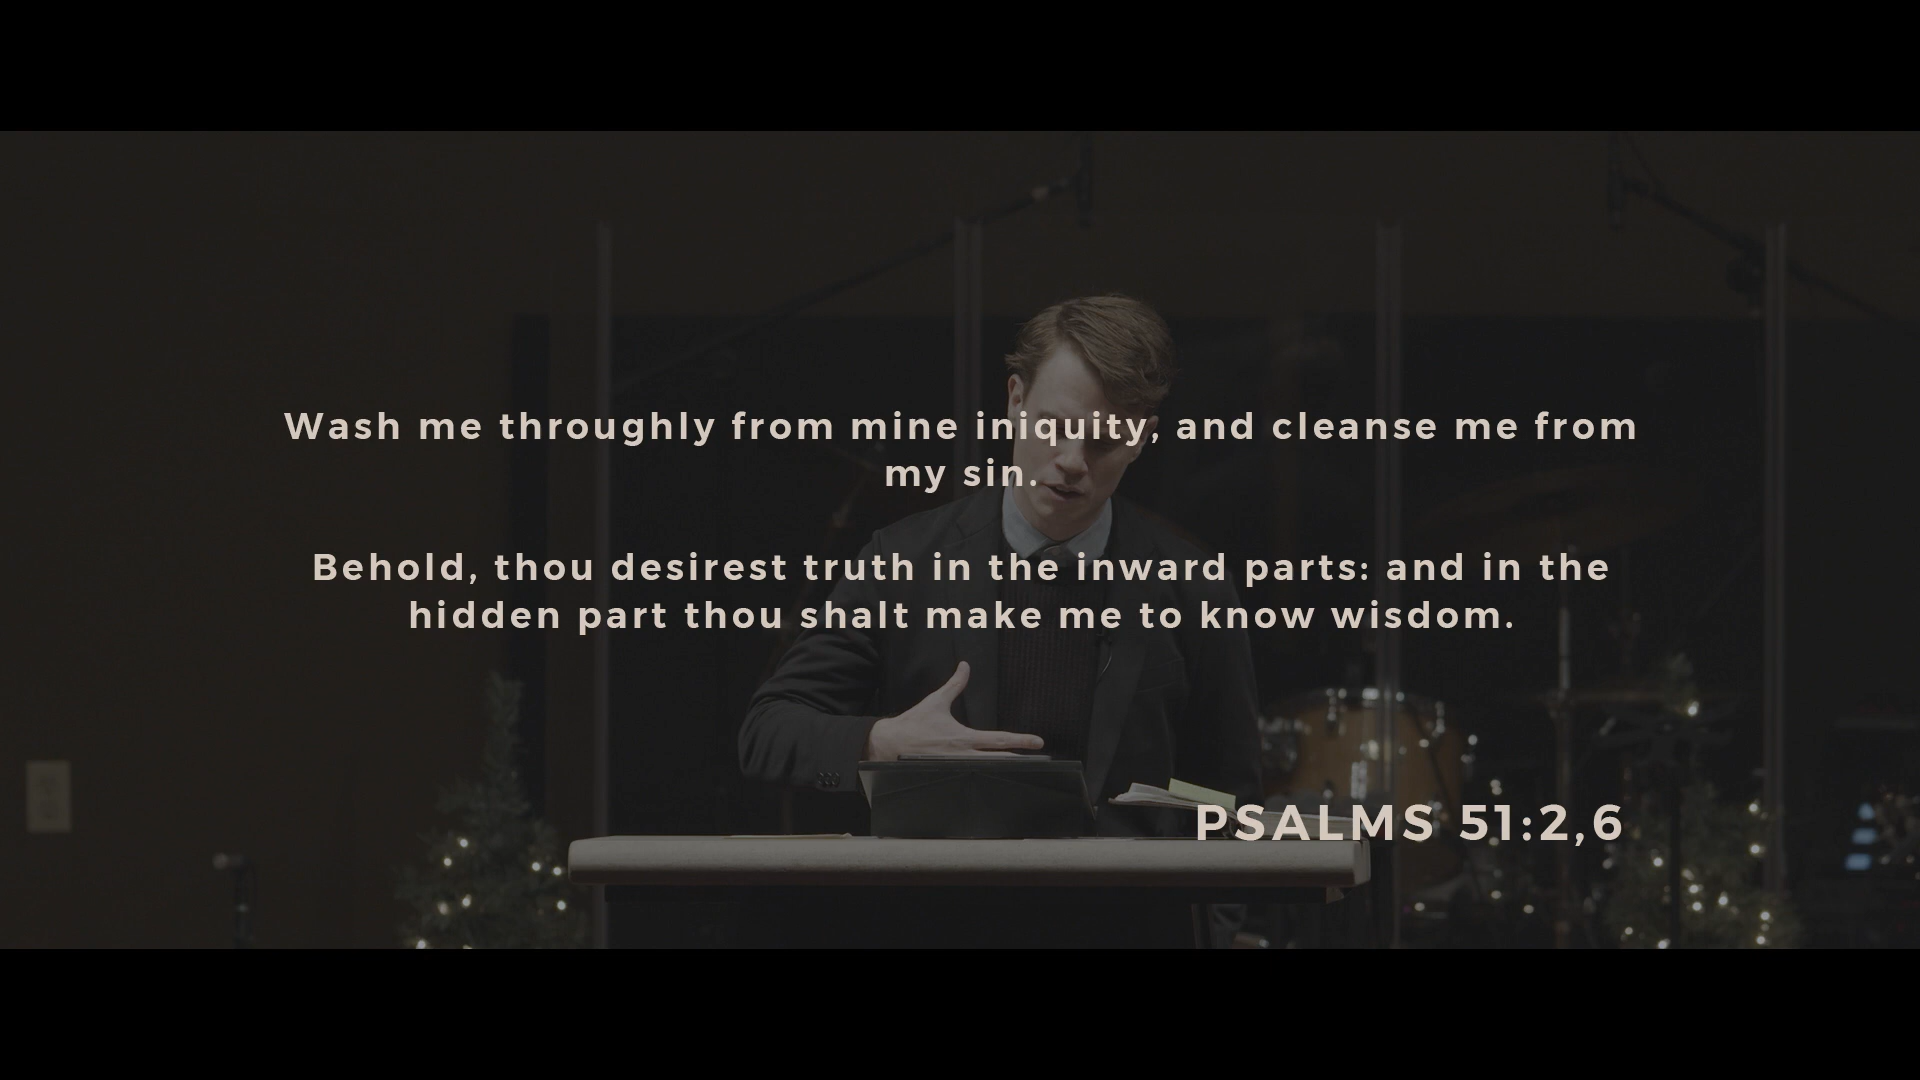 Wash me throughly from mine iniquity, and cleanse me from
my sin.
Behold, thou desirest truth in the inward parts: and in the
hidden part thou shalt make me to know wisdom.
PSALMS 51:2,6